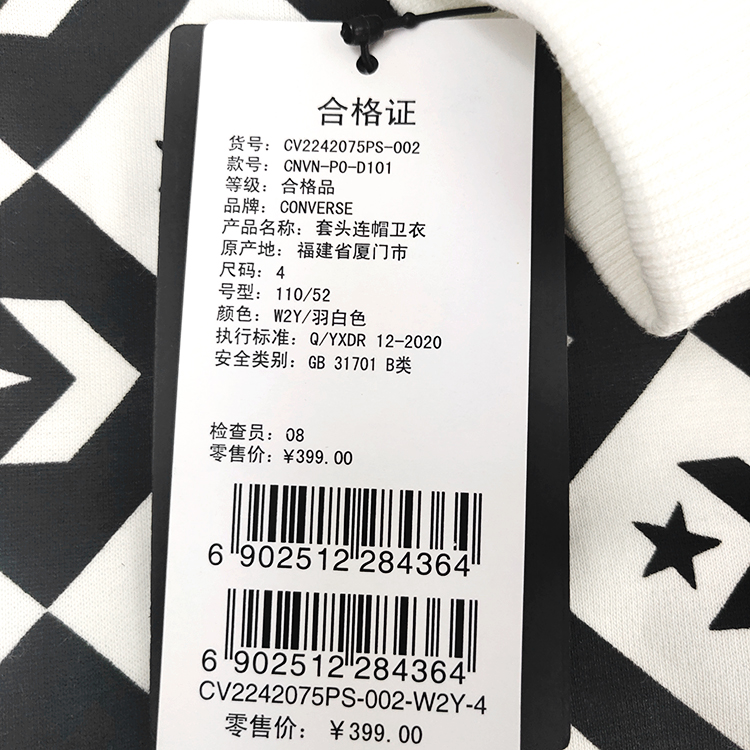 合格证
货号: CV2242075PS-002
款号: CNVN-PO-D101
等级: 合格品
品牌: CONVERSE
产品名称: 套头连帽卫衣
原产地: 福建省厦门市
尺码: 4
号型: 110/52
颜色: W2Y/羽白色
执行标准: Q/YXDR 12-2020
安全类别: GB 31701 B类
检查员: 08
零售价: ¥399.00
6 902512 284364
6 902512 284364
CV2242075PS-002-W2Y-4
零售价: ¥399.00